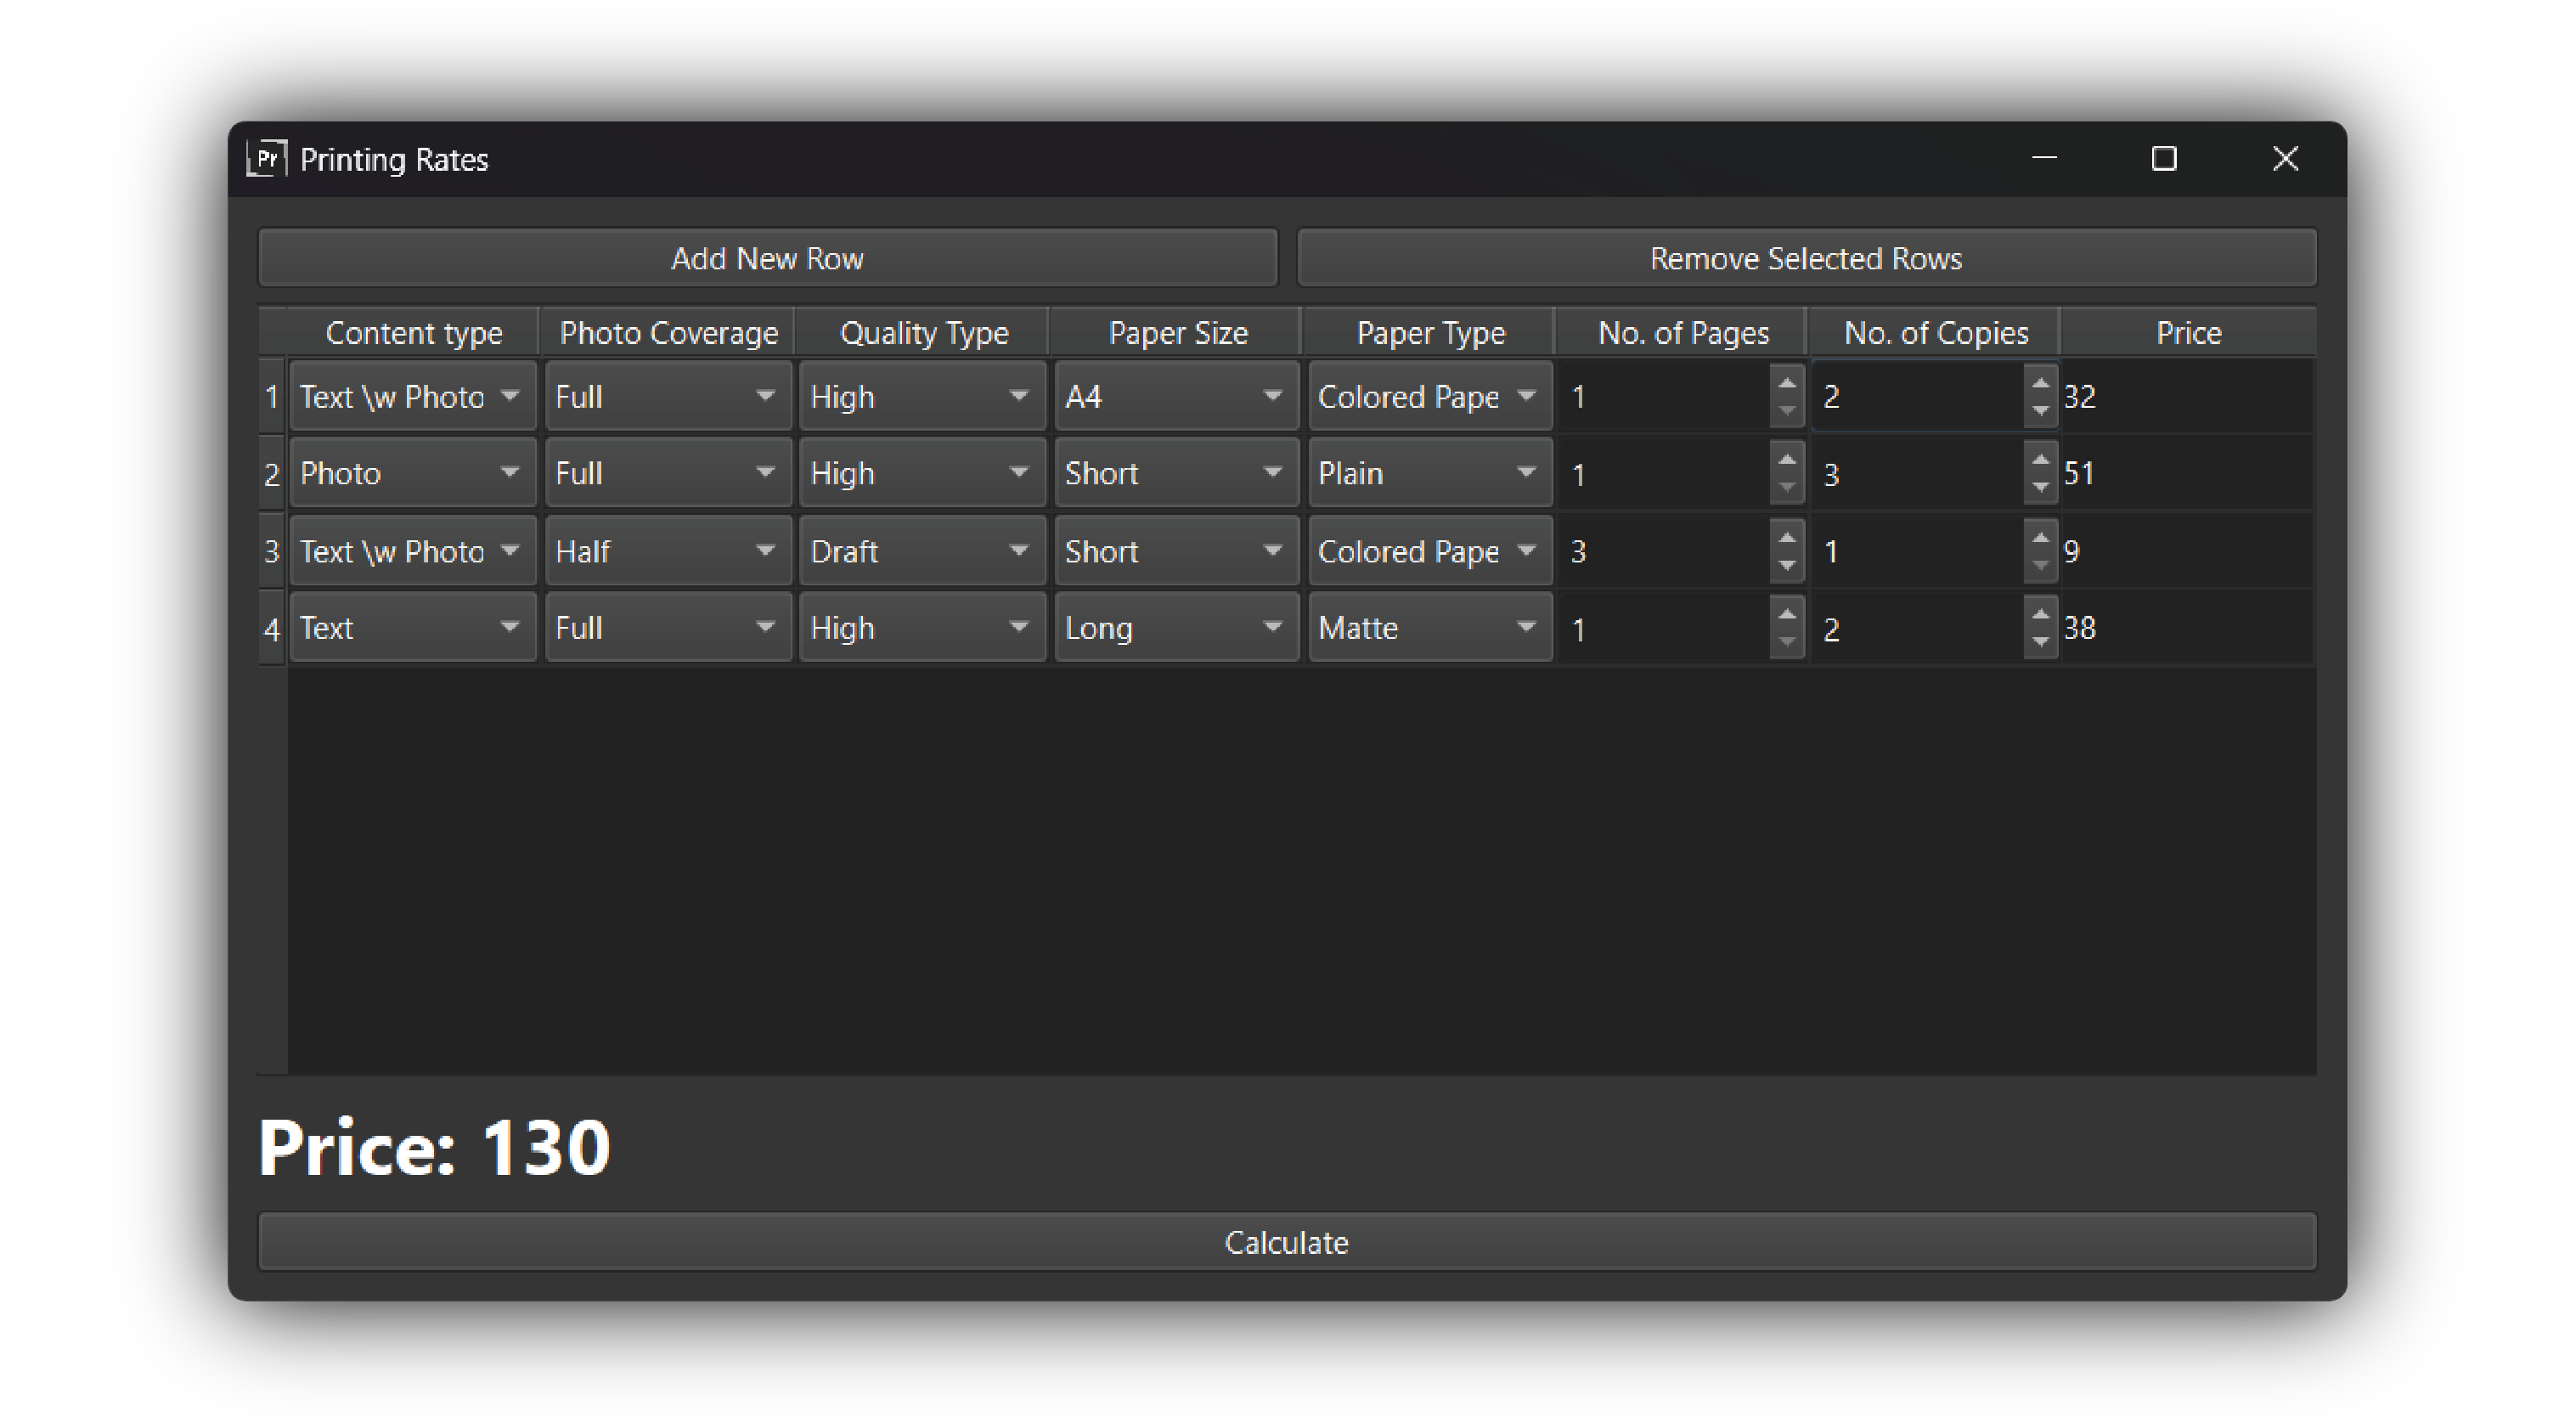 Pr Printing Rates
Add New Row Remove Selected Rows
Content type Photo Coverage Quality Type Paper Size Paper Type No. of Pages No. of Copies Price
1 Text \w Photo Full High A4 Colored Pape 1 2 32
2 Photo Full High Short Plain 1 3 51
3 Text \w Photo Half Draft Short Colored Pape 3 1 9
4 Text Full High Long Matte 1 2 38
Price: 130
Calculate